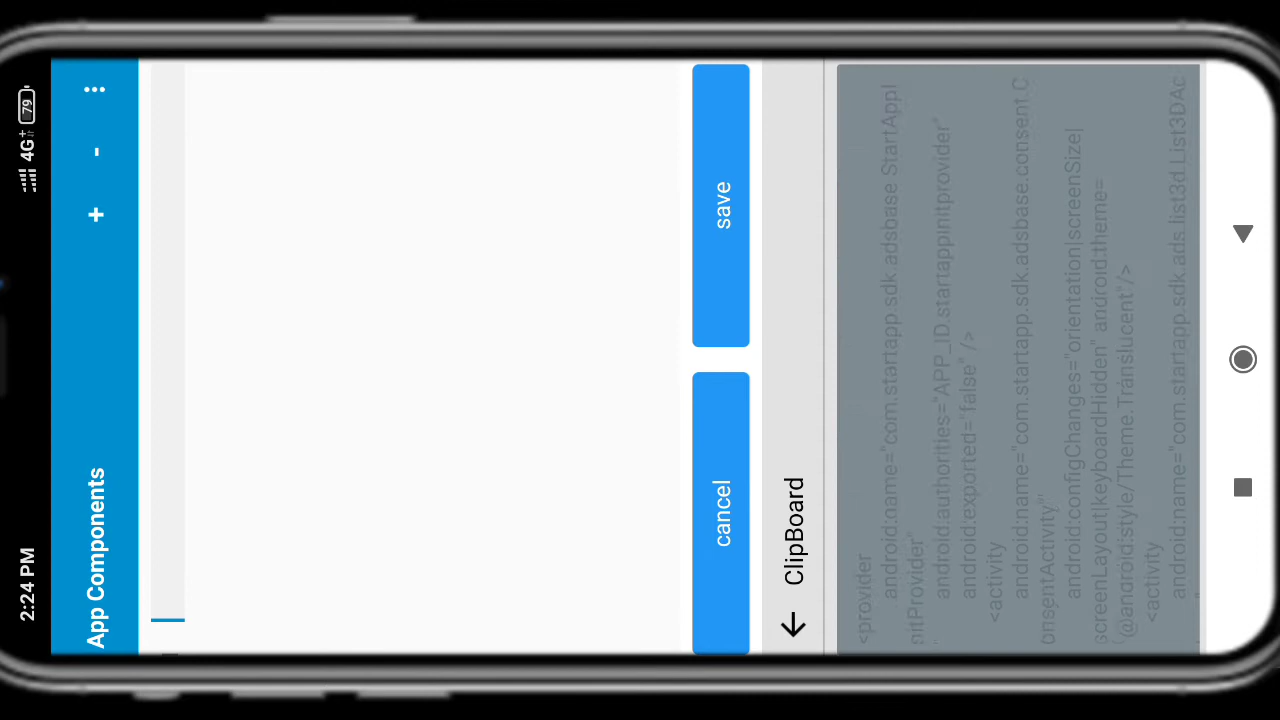 2:24 PM
4G+
79
App Components
+
-
cancel
save
ClipBoard
<provider
android:name="com.startapp.sdk.adsbase.StartAppI
nitProvider"
android:authorities="APP_ID.startappinitprovider"
android:exported="false" />
<activity
android:name="com.startapp.sdk.adsbase.consent.C
onsentActivity"
android:configChanges="orientation|screenSize|
screenLayout|keyboardHidden" android:theme=
"@android:style/Theme.Translucent"/>
<activity
android:name="com.startapp.sdk.ads.list3d.List3DAc